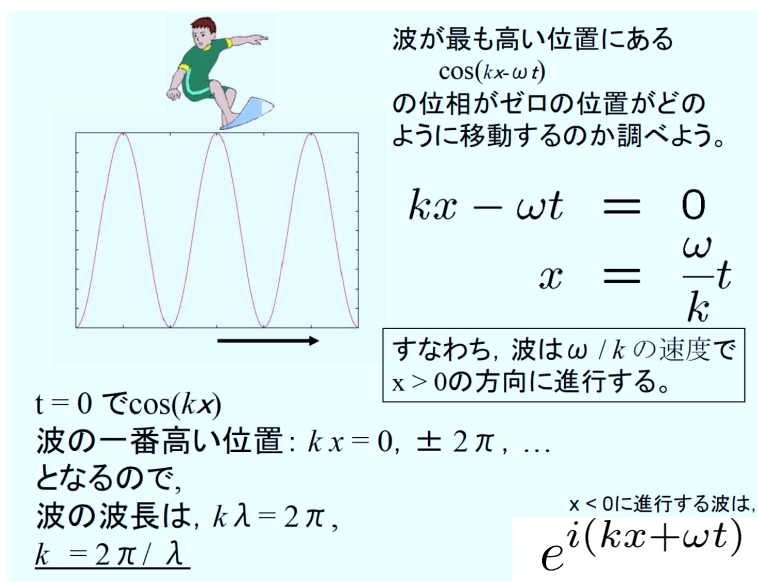 波が最も高い位置にある
cos(kx-ωt)
の位相がゼロの位置がどの
ように移動するのか調べよう。
kx − ωt = 0
x = ω/k t
すなわち，波はω / k の速度で
x > 0の方向に進行する。
t = 0 でcos(kx)
波の一番高い位置： k x = 0, ± 2π, …
となるので，
波の波長は，k λ = 2π,
k = 2π/ λ
x < 0に進行する波は，
e^{i(kx+ωt)}